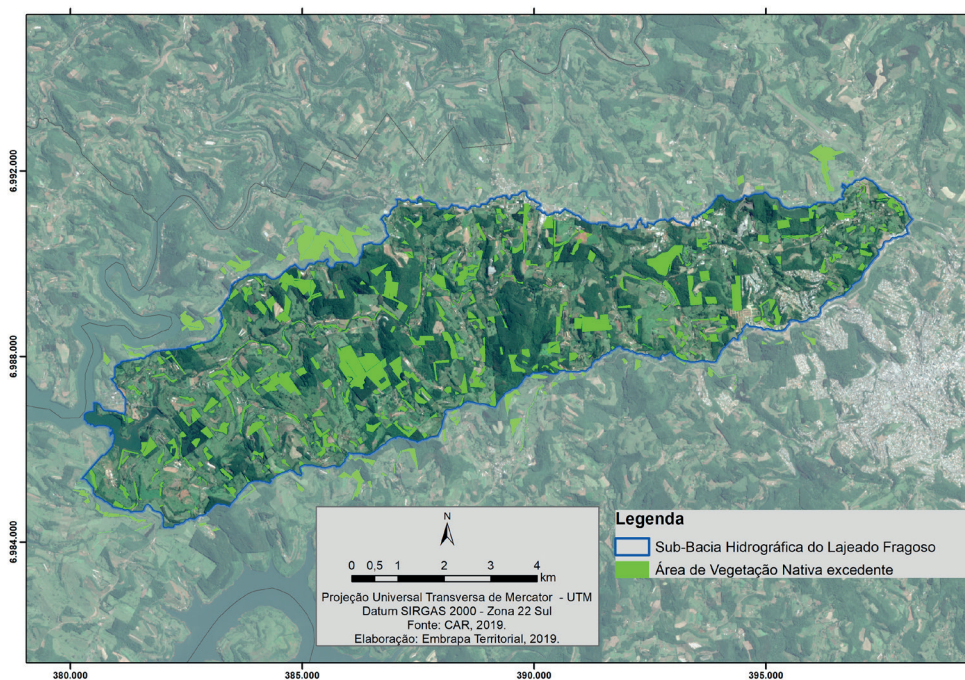 6.992.000
6.988.000
6.984.000
N
0 0,5 1 2 3 4
km
Projeção Universal Transversa de Mercator - UTM
Datum SIRGAS 2000 - Zona 22 Sul
Fonte: CAR, 2019.
Elaboração: Embrapa Territorial, 2019.
Legenda
Sub-Bacia Hidrográfica do Lajeado Fragoso
Área de Vegetação Nativa excedente
380.000 385.000 390.000 395.000